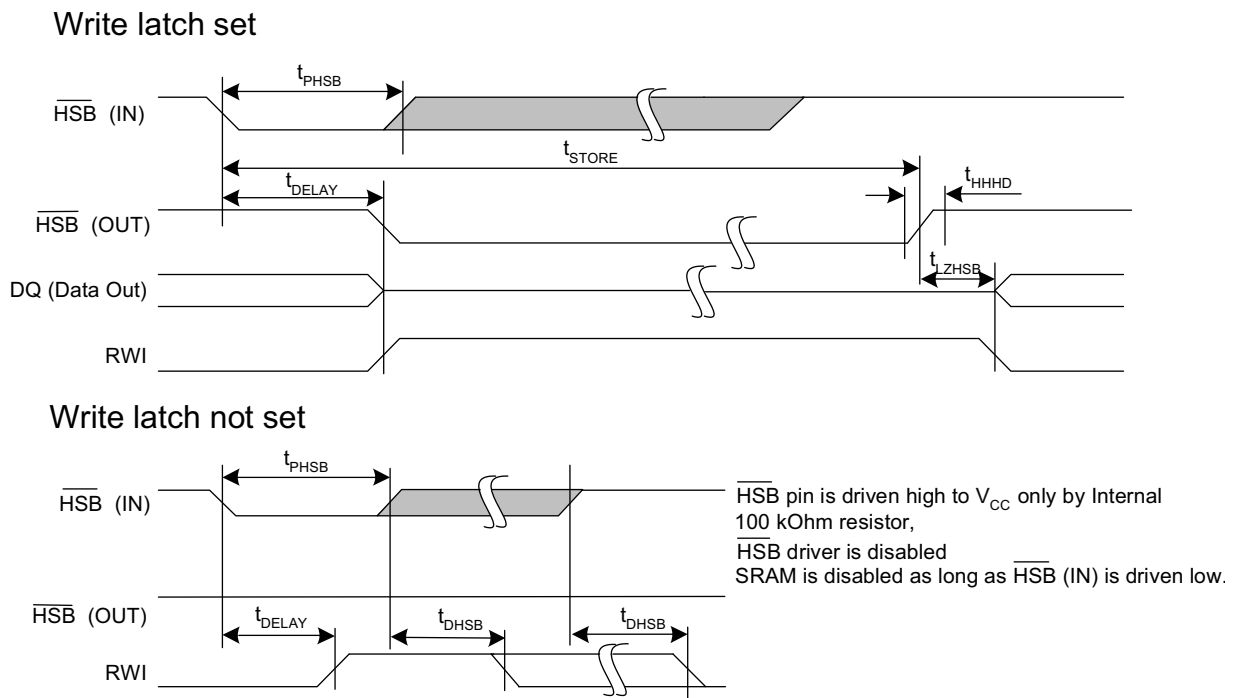 Write latch set
tPHSB
HSB (IN)
tSTORE
tDELAY
tHHHD
HSB (OUT)
tLZHSB
DQ (Data Out)
RWI
Write latch not set
tPHSB
HSB (IN)
HSB pin is driven high to VCC only by Internal
100 kOhm resistor,
HSB driver is disabled
SRAM is disabled as long as HSB (IN) is driven low.
HSB (OUT)
tDELAY
tDHSB
tDHSB
RWI